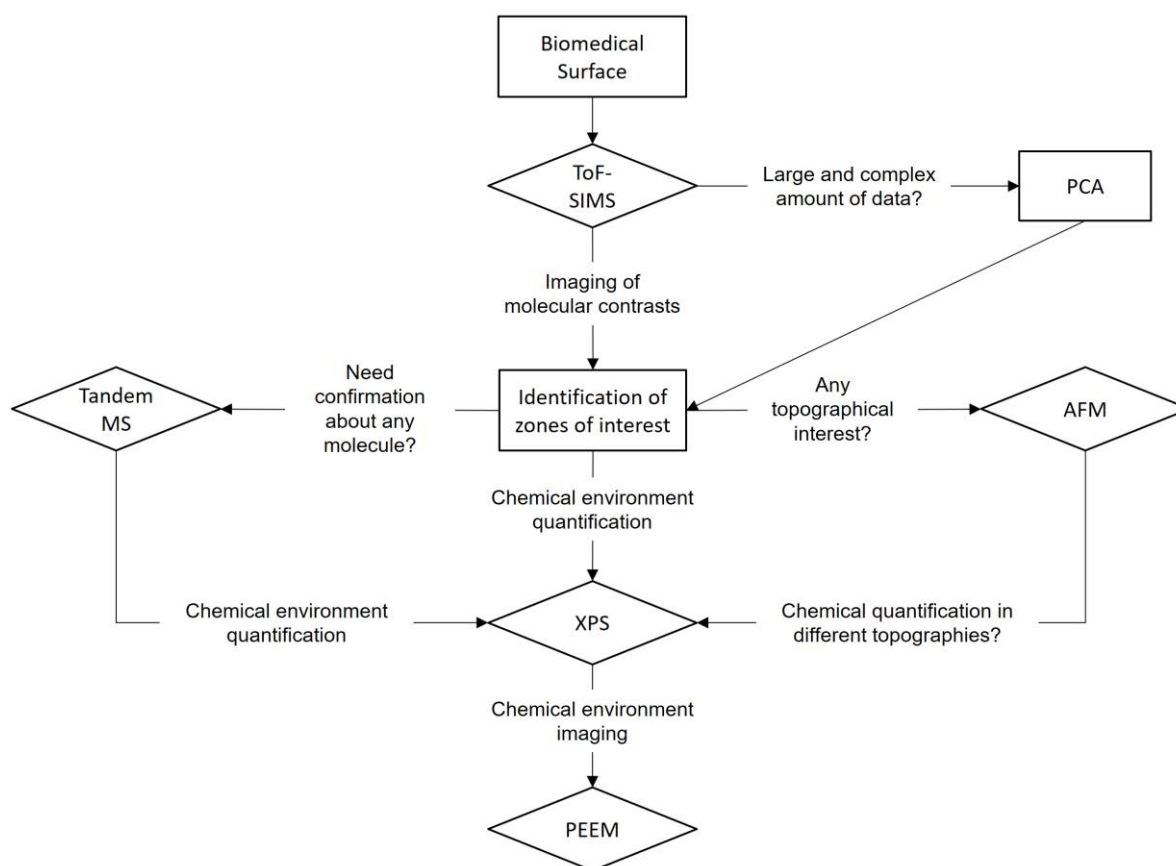 Biomedical
Surface
ToF-
SIMS
Large and complex
amount of data?
PCA
Imaging of
molecular contrasts
Tandem
MS
Need
confirmation
about any
molecule?
Identification of
zones of interest
Any
topographical
interest?
AFM
Chemical environment
quantification
Chemical environment
quantification
XPS
Chemical quantification in
different topographies?
Chemical environment
imaging
PEEM